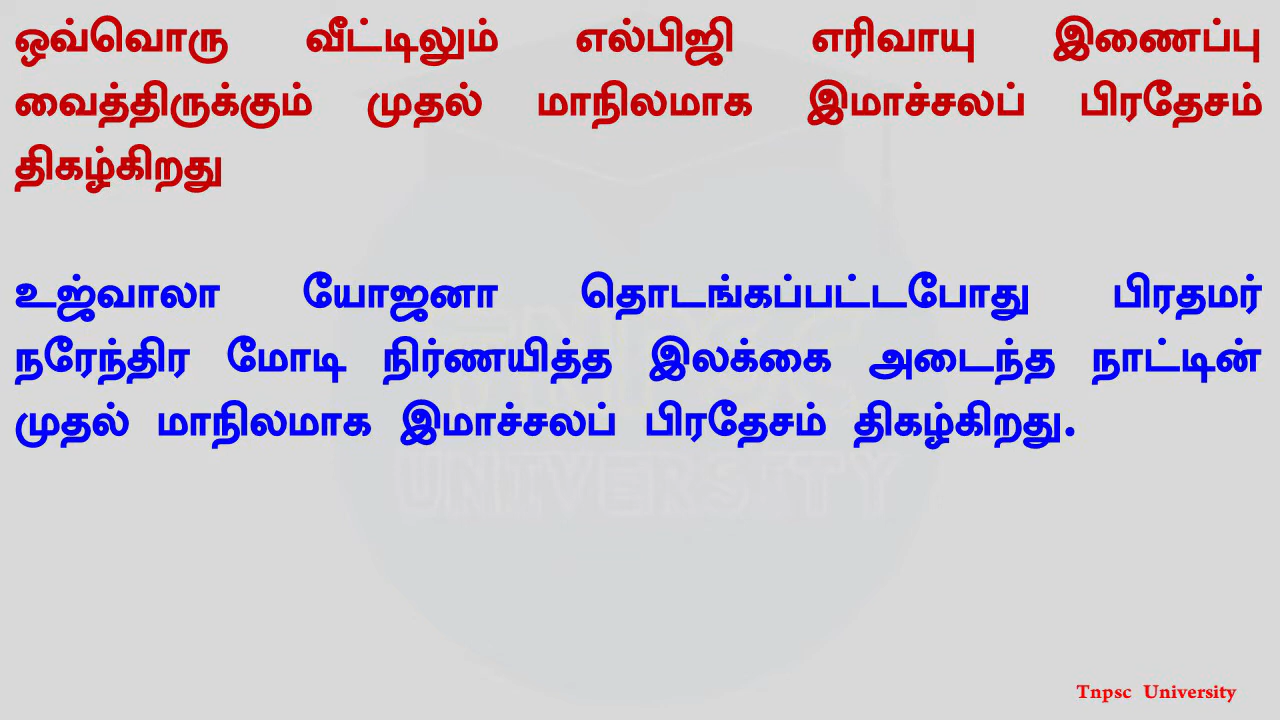 ஒவ்வொரு வீட்டிலும் எல்பிஜி எரிவாயு இணைப்பு
வைத்திருக்கும் முதல் மாநிலமாக இமாச்சலப் பிரதேசம்
திகழ்கிறது
உஜ்வாலா யோஜனா தொடங்கப்பட்டபோது பிரதமர்
நரேந்திர மோடி நிர்ணயித்த இலக்கை அடைந்த நாட்டின்
முதல் மாநிலமாக இமாச்சலப் பிரதேசம் திகழ்கிறது.
UNIVERSITY
Tnpsc University